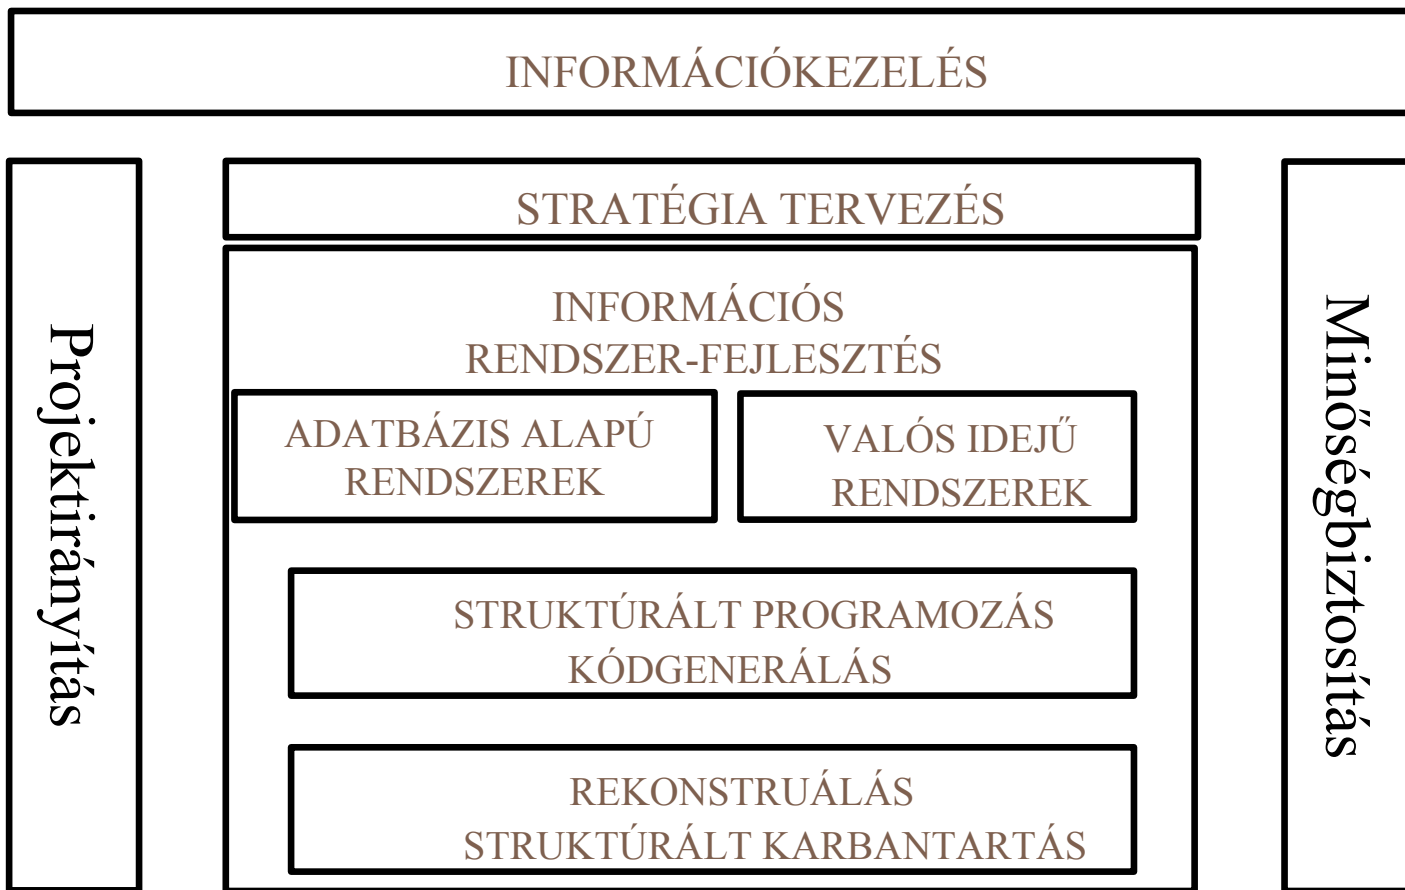 INFORMÁCIÓKEZELÉS
Projektirányítás
STRATÉGIA TERVEZÉS
INFORMÁCIÓS
RENDSZER-FEJLESZTÉS
ADATBÁZIS ALAPÚ
RENDSZEREK
VALÓS IDEJŰ
RENDSZEREK
STRUKTÚRÁLT PROGRAMOZÁS
KÓDGENERÁLÁS
REKONSTRUÁLÁS
STRUKTÚRÁLT KARBANTARTÁS
Minőségbiztosítás